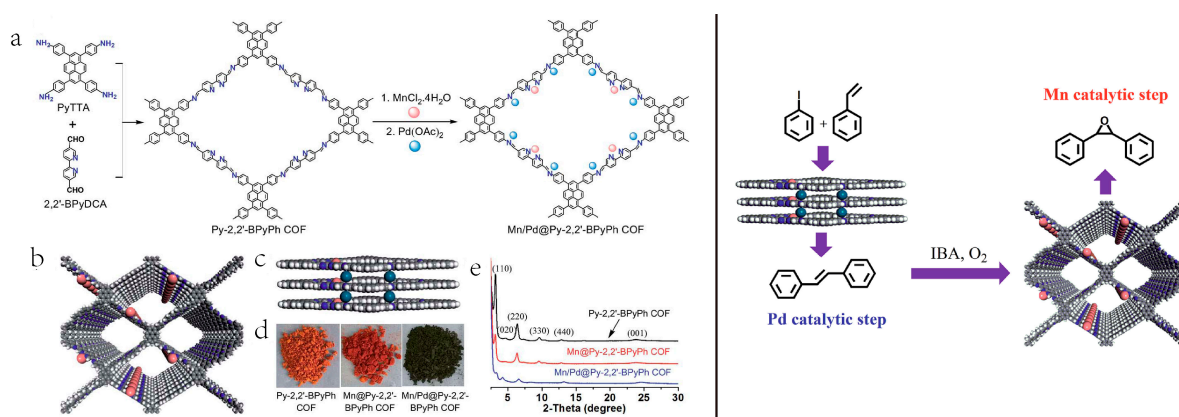 a
NH₂
NH₂
NH₂
NH₂
PyTTA
+
CHO
CHO
2,2'-BPyDCA
Py-2,2'-BPyPh COF
1. MnCl₂.4H₂O
2. Pd(OAc)₂
Mn/Pd@Py-2,2'-BPyPh COF
b
c
d
Py-2,2'-BPyPh
COF
Mn@Py-2,2'-
BPyPh COF
Mn/Pd@Py-2,2'-
BPyPh COF
e
(110)
(020)
(220)
(330)
(440)
(001)
Py-2,2'-BPyPh COF
Mn@Py-2,2'-BPyPh COF
Mn/Pd@Py-2,2'-BPyPh COF
5 10 15 20 25 30
2-Theta (degree)
I
+
Pd catalytic step
IBA, O₂
Mn catalytic step
O